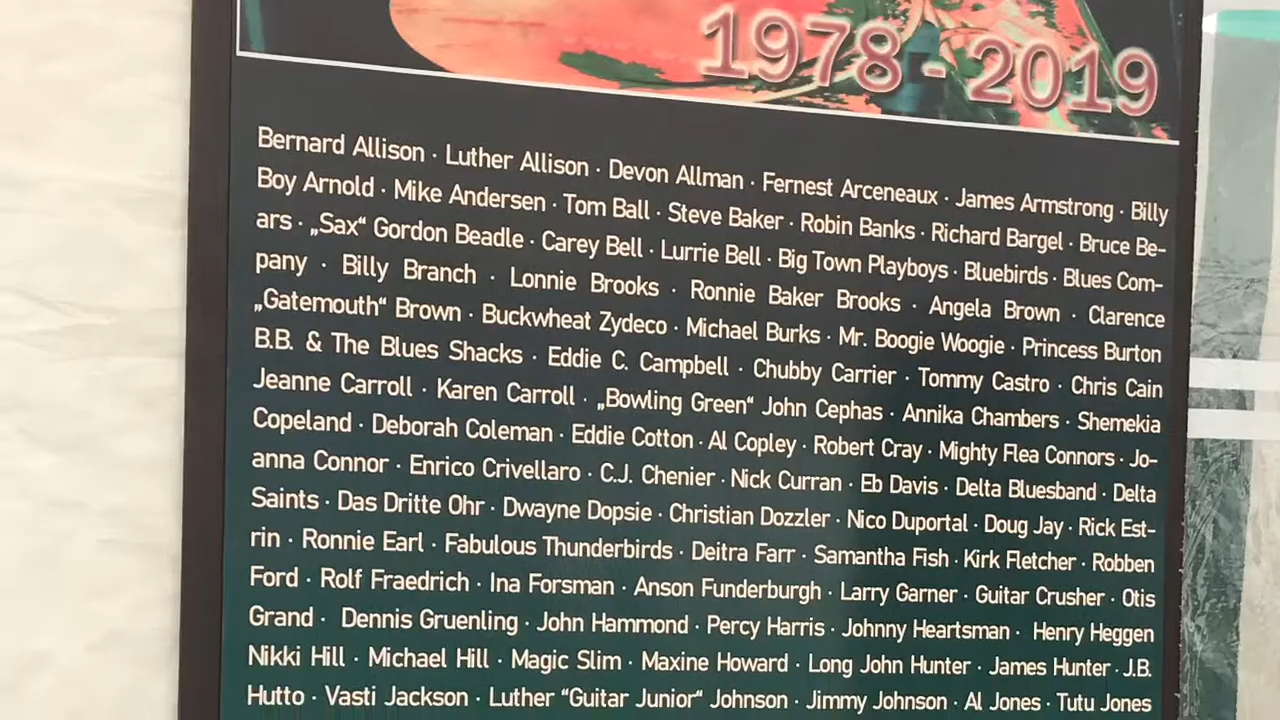 1978 - 2019
Bernard Allison · Luther Allison · Devon Allman · Fernest Arceneaux · James Armstrong · Billy
Boy Arnold · Mike Andersen · Tom Ball · Steve Baker · Robin Banks · Richard Bargel · Bruce Be-
ars · „Sax“ Gordon Beadle · Carey Bell · Lurrie Bell · Big Town Playboys · Bluebirds · Blues Com-
pany · Billy Branch · Lonnie Brooks · Ronnie Baker Brooks · Angela Brown · Clarence
„Gatemouth“ Brown · Buckwheat Zydeco · Michael Burks · Mr. Boogie Woogie · Princess Burton
B.B. & The Blues Shacks · Eddie C. Campbell · Chubby Carrier · Tommy Castro · Chris Cain
Jeanne Carroll · Karen Carroll · „Bowling Green“ John Cephas · Annika Chambers · Shemekia
Copeland · Deborah Coleman · Eddie Cotton · Al Copley · Robert Cray · Mighty Flea Connors · Jo-
anna Connor · Enrico Crivellaro · C.J. Chenier · Nick Curran · Eb Davis · Delta Bluesband · Delta
Saints · Das Dritte Ohr · Dwayne Dopsie · Christian Dozzler · Nico Duportal · Doug Jay · Rick Est-
rin · Ronnie Earl · Fabulous Thunderbirds · Deitra Farr · Samantha Fish · Kirk Fletcher · Robben
Ford · Rolf Fraedrich · Ina Forsman · Anson Funderburgh · Larry Garner · Guitar Crusher · Otis
Grand · Dennis Gruenling · John Hammond · Percy Harris · Johnny Heartsman · Henry Heggen
Nikki Hill · Michael Hill · Magic Slim · Maxine Howard · Long John Hunter · James Hunter · J.B.
Hutto · Vasti Jackson · Luther “Guitar Junior“ Johnson · Jimmy Johnson · Al Jones · Tutu Jones